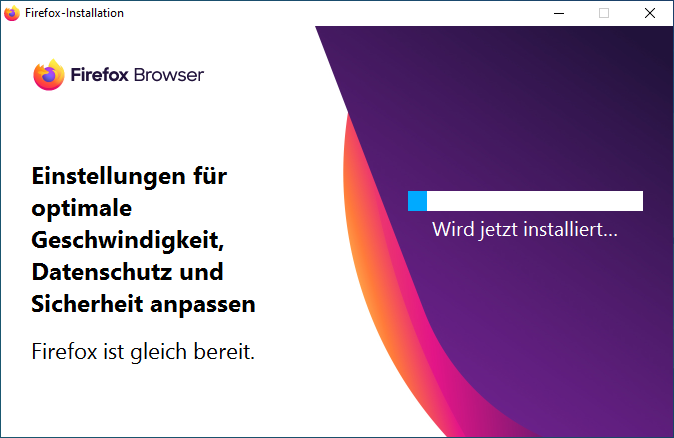 Firefox-Installation
Firefox Browser
Einstellungen für
optimale
Geschwindigkeit,
Datenschutz und
Sicherheit anpassen
Firefox ist gleich bereit.
Wird jetzt installiert...